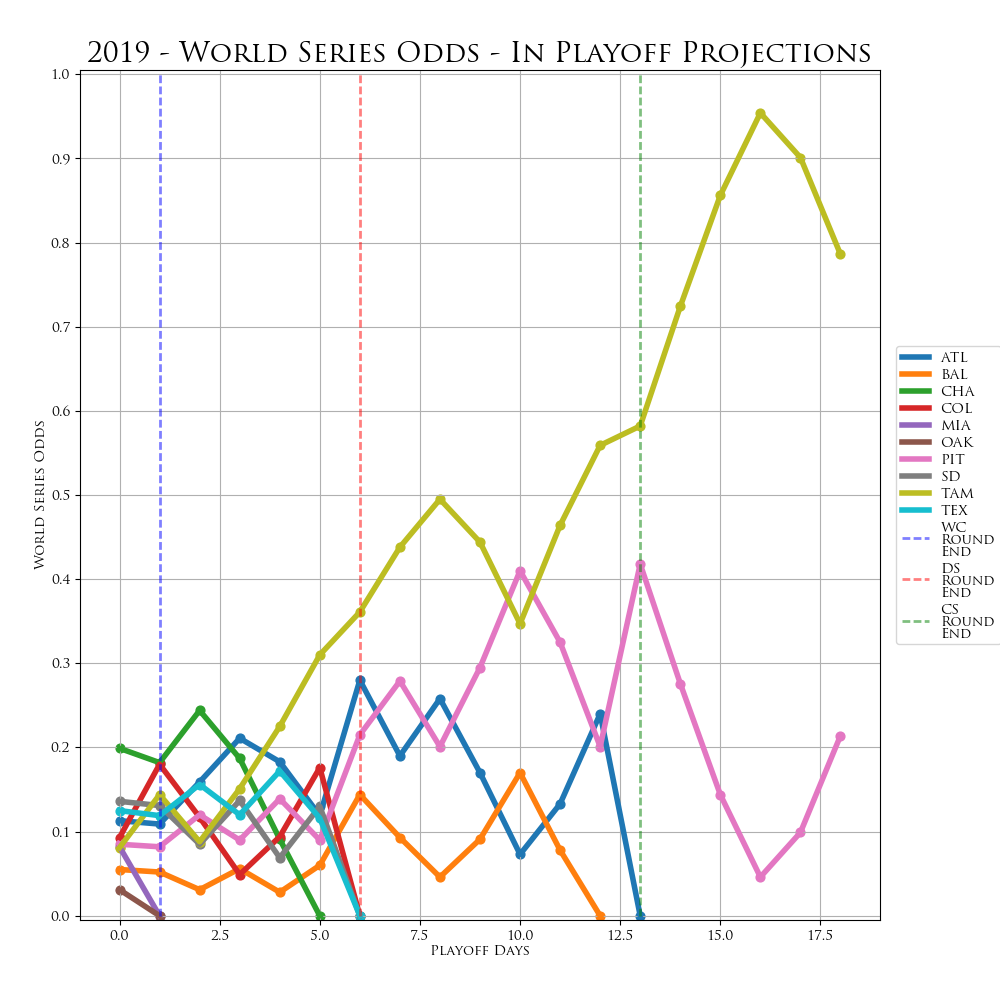 2019 - World Series Odds - In Playoff Projections
1.0
0.9
0.8
0.7
0.6
0.5
0.4
0.3
0.2
0.1
0.0
World Series Odds
0.0 2.5 5.0 7.5 10.0 12.5 15.0 17.5
Playoff Days
ATL
BAL
CHA
COL
MIA
OAK
PIT
SD
TAM
TEX
WC
Round
End
DS
Round
End
CS
Round
End